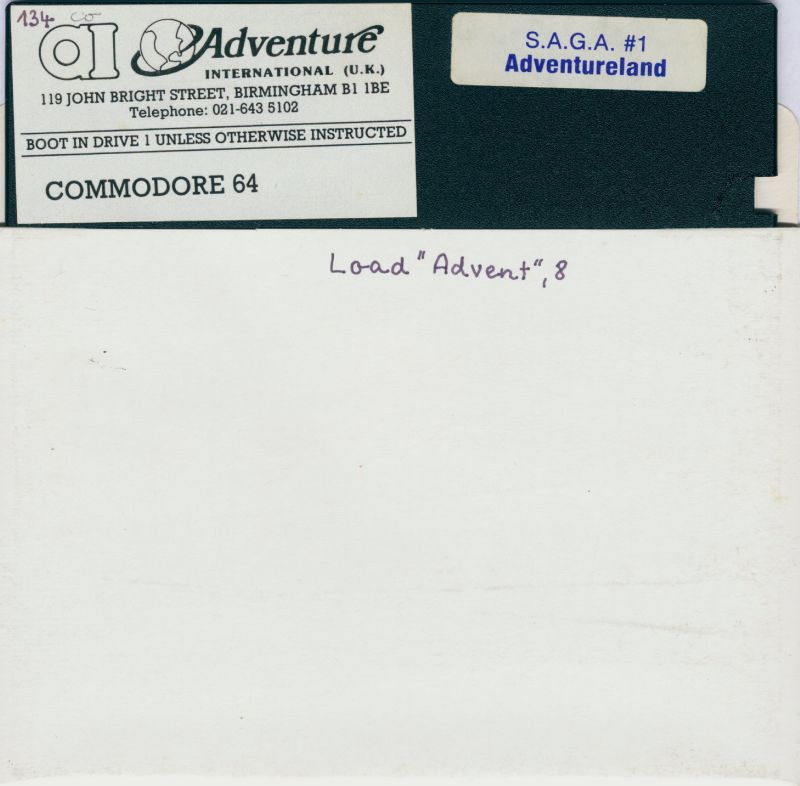 134 co
aI Adventure
INTERNATIONAL (U.K.)
119 JOHN BRIGHT STREET, BIRMINGHAM B1 1BE
Telephone: 021-643 5102
BOOT IN DRIVE 1 UNLESS OTHERWISE INSTRUCTED
COMMODORE 64
S.A.G.A. #1
Adventureland
Load "Advent",8